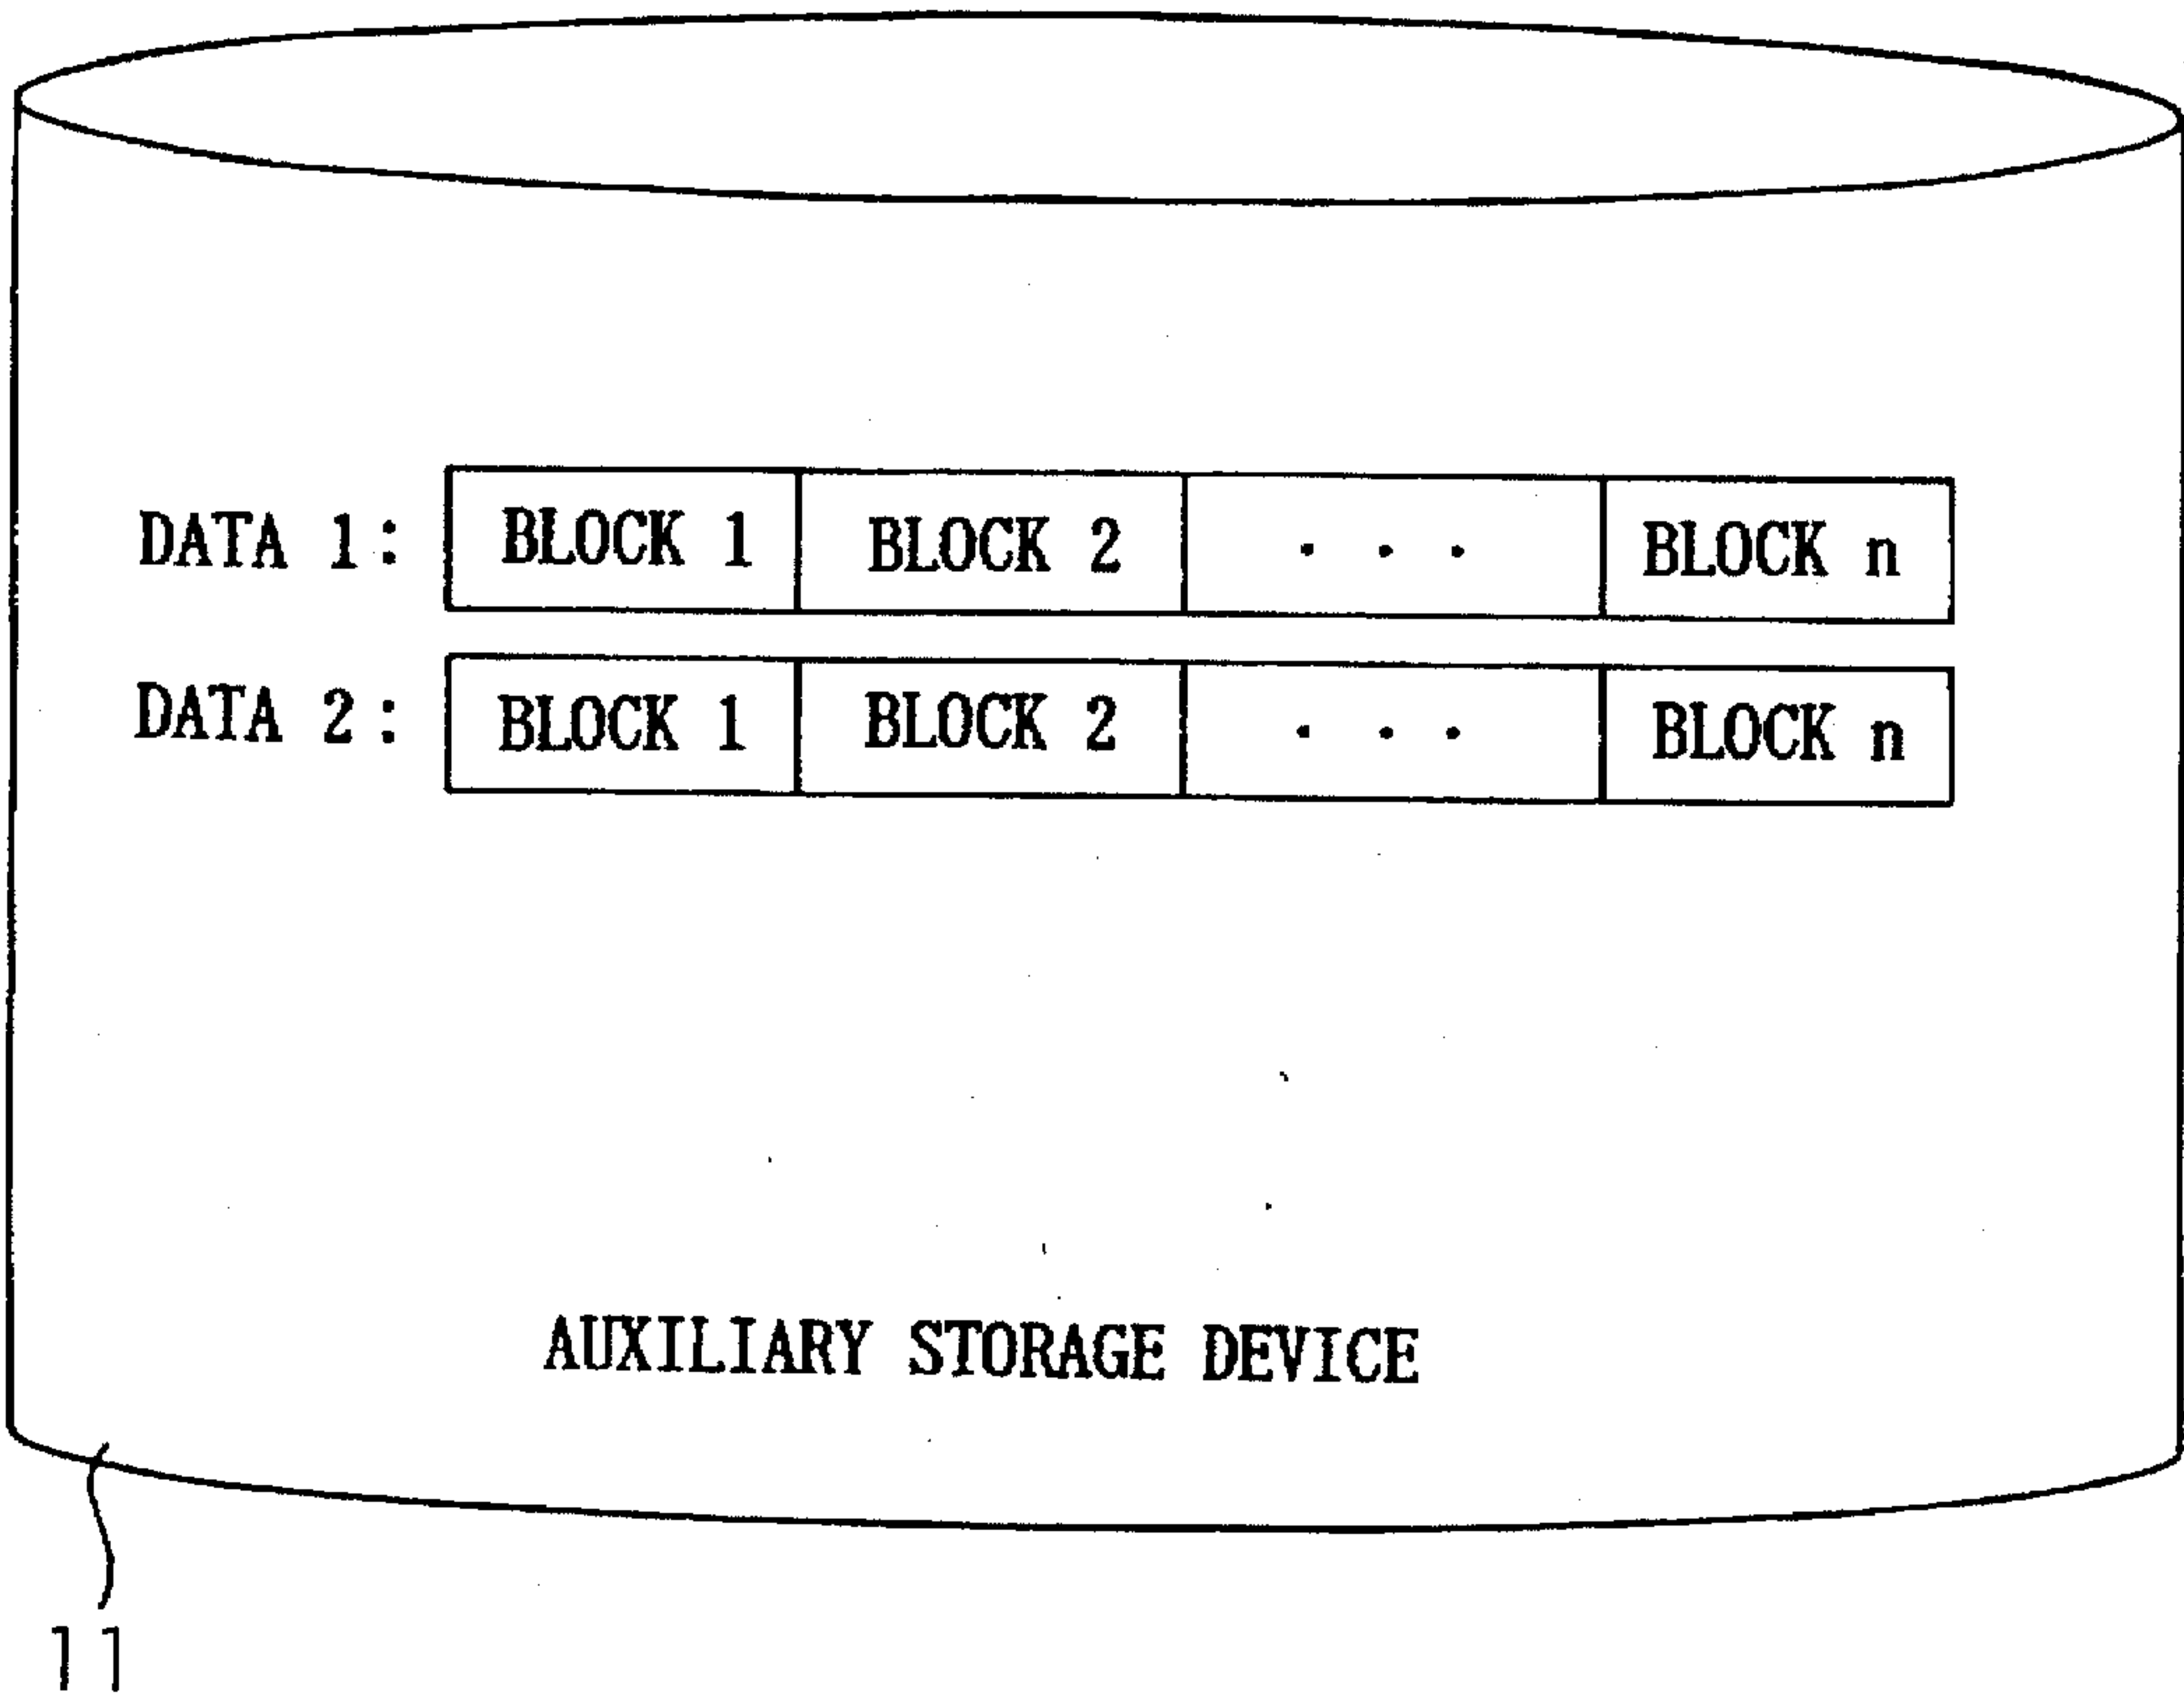 DATA 1: BLOCK 1 BLOCK 2 . . . BLOCK n
DATA 2: BLOCK 1 BLOCK 2 . . . BLOCK n
AUXILIARY STORAGE DEVICE
11